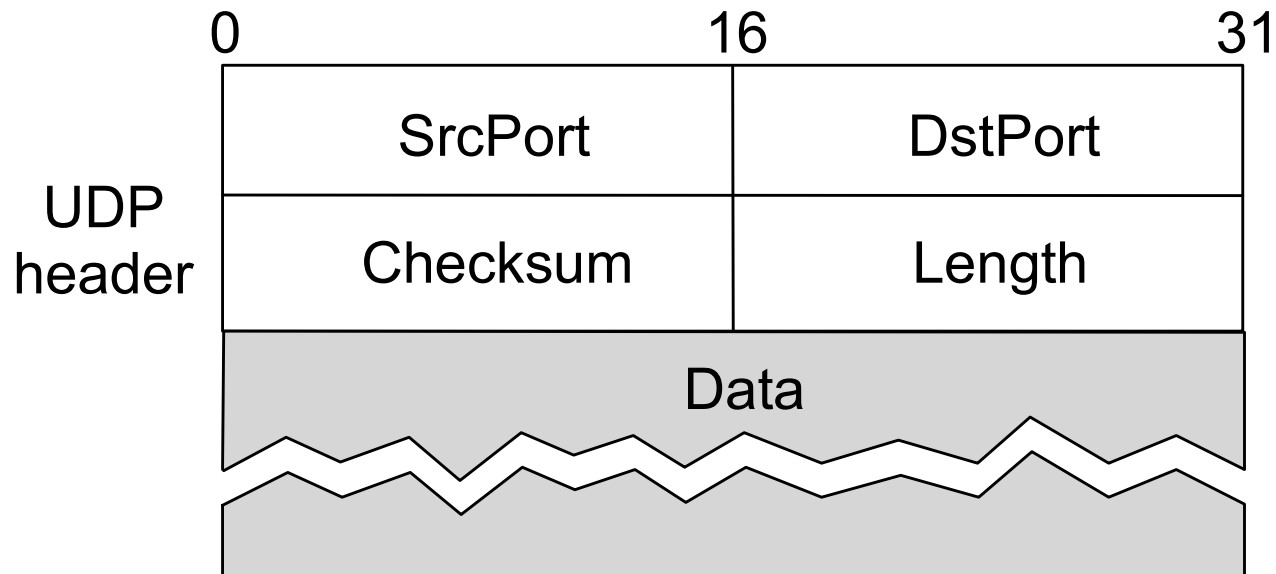 0 16 31
SrcPort DstPort
UDP
header
Checksum Length
Data